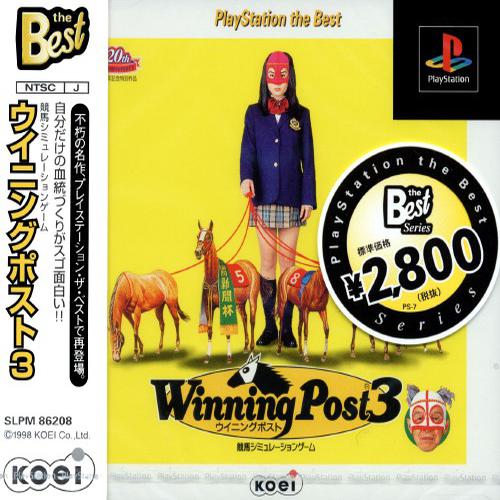 the
Best
NTSC J
自分だけの血統づくりがスゴ面白い!!
競馬シミュレーションゲーム
ウイニングポスト3
不朽の名作、プレイステーション・ザ・ベストで再登場。
SLPM 86208
©1998 KOEI Co.,Ltd.
KOEI
PlayStation the Best
20th
PlayStation
5
8
PlayStation the Best
the
Best
Series
標準価格
¥2,800
(税抜)
PS-7
Series
Winning Post 3
ウイニングポスト
競馬シミュレーションゲーム
KOEI